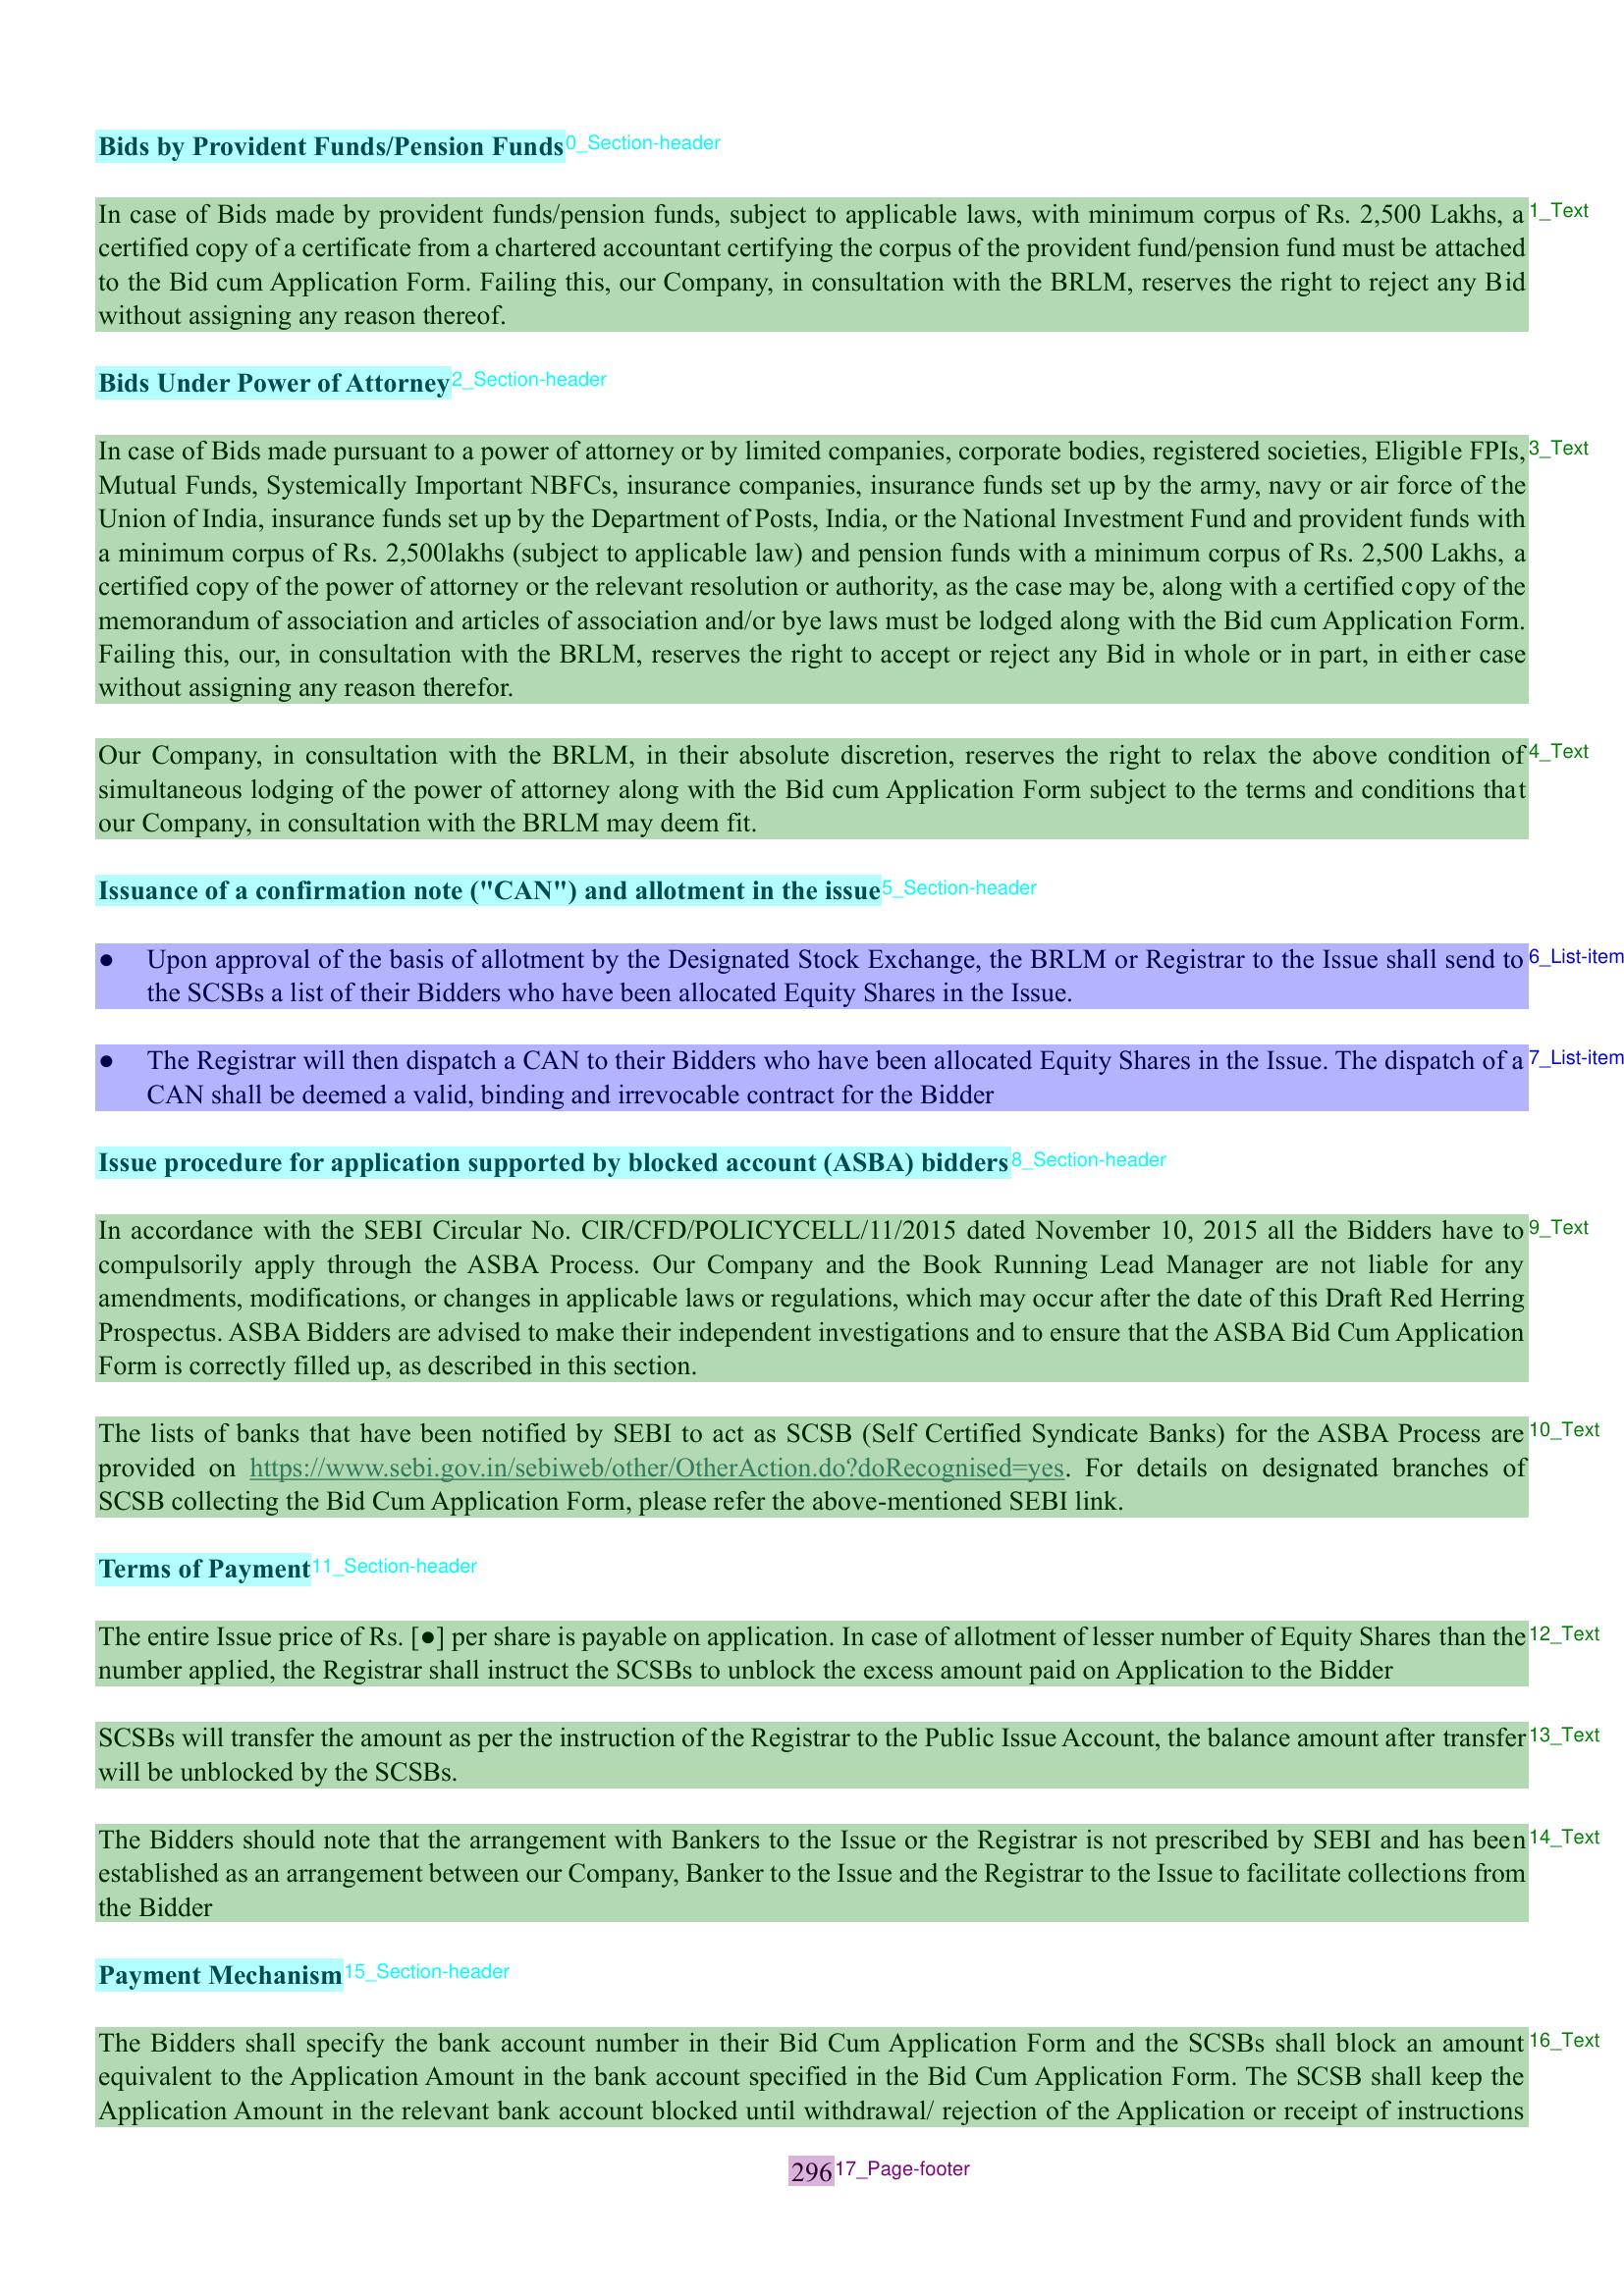 Bids by Provident Funds/Pension Funds 0_Section-header
In case of Bids made by provident funds/pension funds, subject to applicable laws, with minimum corpus of Rs. 2,500 Lakhs, a 1_Text
certified copy of a certificate from a chartered accountant certifying the corpus of the provident fund/pension fund must be attached
to the Bid cum Application Form. Failing this, our Company, in consultation with the BRLM, reserves the right to reject any Bid
without assigning any reason thereof.
Bids Under Power of Attorney 2_Section-header
In case of Bids made pursuant to a power of attorney or by limited companies, corporate bodies, registered societies, Eligible FPIs, 3_Text
Mutual Funds, Systemically Important NBFCs, insurance companies, insurance funds set up by the army, navy or air force of the
Union of India, insurance funds set up by the Department of Posts, India, or the National Investment Fund and provident funds with
a minimum corpus of Rs. 2,500lakhs (subject to applicable law) and pension funds with a minimum corpus of Rs. 2,500 Lakhs, a
certified copy of the power of attorney or the relevant resolution or authority, as the case may be, along with a certified copy of the
memorandum of association and articles of association and/or bye laws must be lodged along with the Bid cum Application Form.
Failing this, our, in consultation with the BRLM, reserves the right to accept or reject any Bid in whole or in part, in either case
without assigning any reason therefor.
Our Company, in consultation with the BRLM, in their absolute discretion, reserves the right to relax the above condition of 4_Text
simultaneous lodging of the power of attorney along with the Bid cum Application Form subject to the terms and conditions that
our Company, in consultation with the BRLM may deem fit.
Issuance of a confirmation note ("CAN") and allotment in the issue 5_Section-header
● Upon approval of the basis of allotment by the Designated Stock Exchange, the BRLM or Registrar to the Issue shall send to 6_List-item
the SCSBs a list of their Bidders who have been allocated Equity Shares in the Issue.
● The Registrar will then dispatch a CAN to their Bidders who have been allocated Equity Shares in the Issue. The dispatch of a 7_List-item
CAN shall be deemed a valid, binding and irrevocable contract for the Bidder
Issue procedure for application supported by blocked account (ASBA) bidders 8_Section-header
In accordance with the SEBI Circular No. CIR/CFD/POLICYCELL/11/2015 dated November 10, 2015 all the Bidders have to 9_Text
compulsorily apply through the ASBA Process. Our Company and the Book Running Lead Manager are not liable for any
amendments, modifications, or changes in applicable laws or regulations, which may occur after the date of this Draft Red Herring
Prospectus. ASBA Bidders are advised to make their independent investigations and to ensure that the ASBA Bid Cum Application
Form is correctly filled up, as described in this section.
The lists of banks that have been notified by SEBI to act as SCSB (Self Certified Syndicate Banks) for the ASBA Process are 10_Text
provided on https://www.sebi.gov.in/sebiweb/other/OtherAction.do?doRecognised=yes. For details on designated branches of
SCSB collecting the Bid Cum Application Form, please refer the above-mentioned SEBI link.
Terms of Payment 11_Section-header
The entire Issue price of Rs. [●] per share is payable on application. In case of allotment of lesser number of Equity Shares than the 12_Text
number applied, the Registrar shall instruct the SCSBs to unblock the excess amount paid on Application to the Bidder
SCSBs will transfer the amount as per the instruction of the Registrar to the Public Issue Account, the balance amount after transfer 13_Text
will be unblocked by the SCSBs.
The Bidders should note that the arrangement with Bankers to the Issue or the Registrar is not prescribed by SEBI and has been 14_Text
established as an arrangement between our Company, Banker to the Issue and the Registrar to the Issue to facilitate collections from
the Bidder
Payment Mechanism 15_Section-header
The Bidders shall specify the bank account number in their Bid Cum Application Form and the SCSBs shall block an amount 16_Text
equivalent to the Application Amount in the bank account specified in the Bid Cum Application Form. The SCSB shall keep the
Application Amount in the relevant bank account blocked until withdrawal/ rejection of the Application or receipt of instructions
296 17_Page-footer